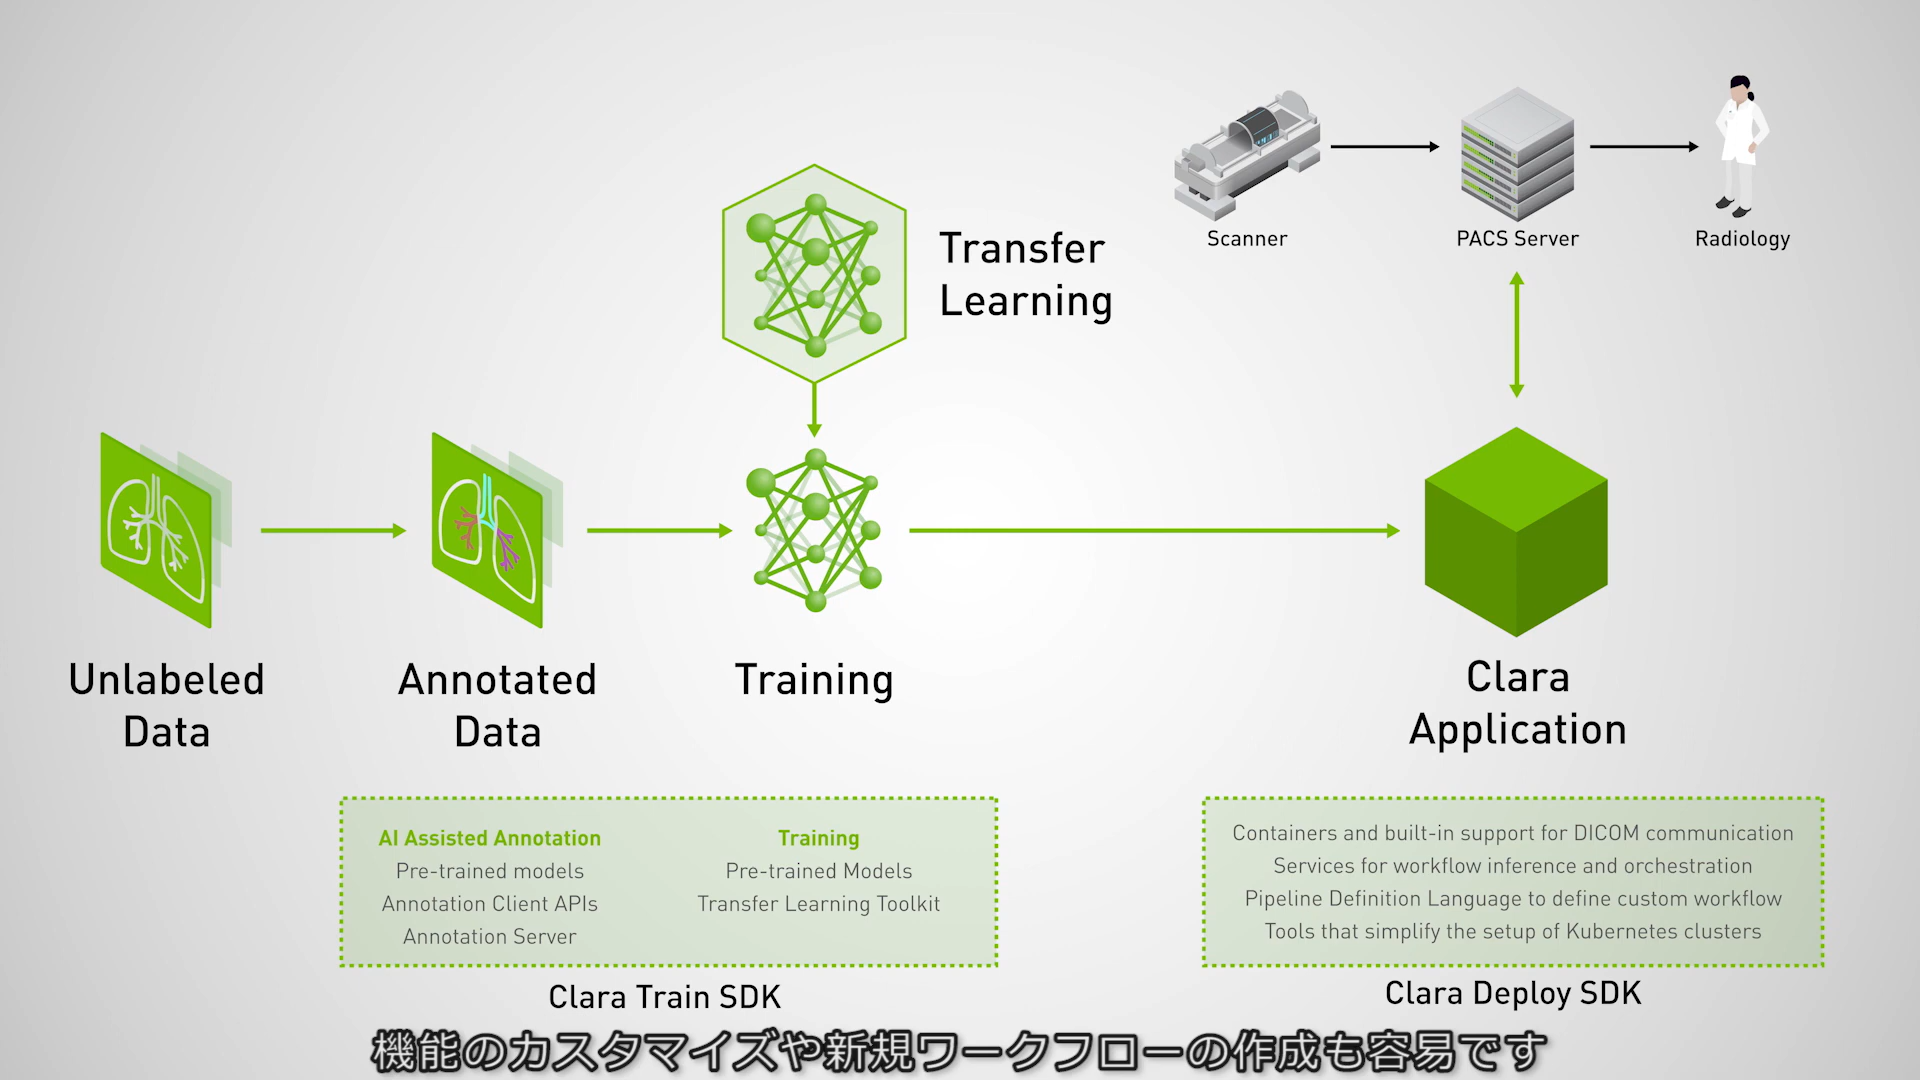 Scanner
PACS Server
Radiology
Transfer
Learning
Unlabeled
Data
Annotated
Data
Training
Clara
Application
AI Assisted Annotation
Pre-trained models
Annotation Client APIs
Annotation Server
Training
Pre-trained Models
Transfer Learning Toolkit
Clara Train SDK
Containers and built-in support for DICOM communication
Services for workflow inference and orchestration
Pipeline Definition Language to define custom workflow
Tools that simplify the setup of Kubernetes clusters
Clara Deploy SDK
機能のカスタマイズや新規ワークフローの作成も容易です